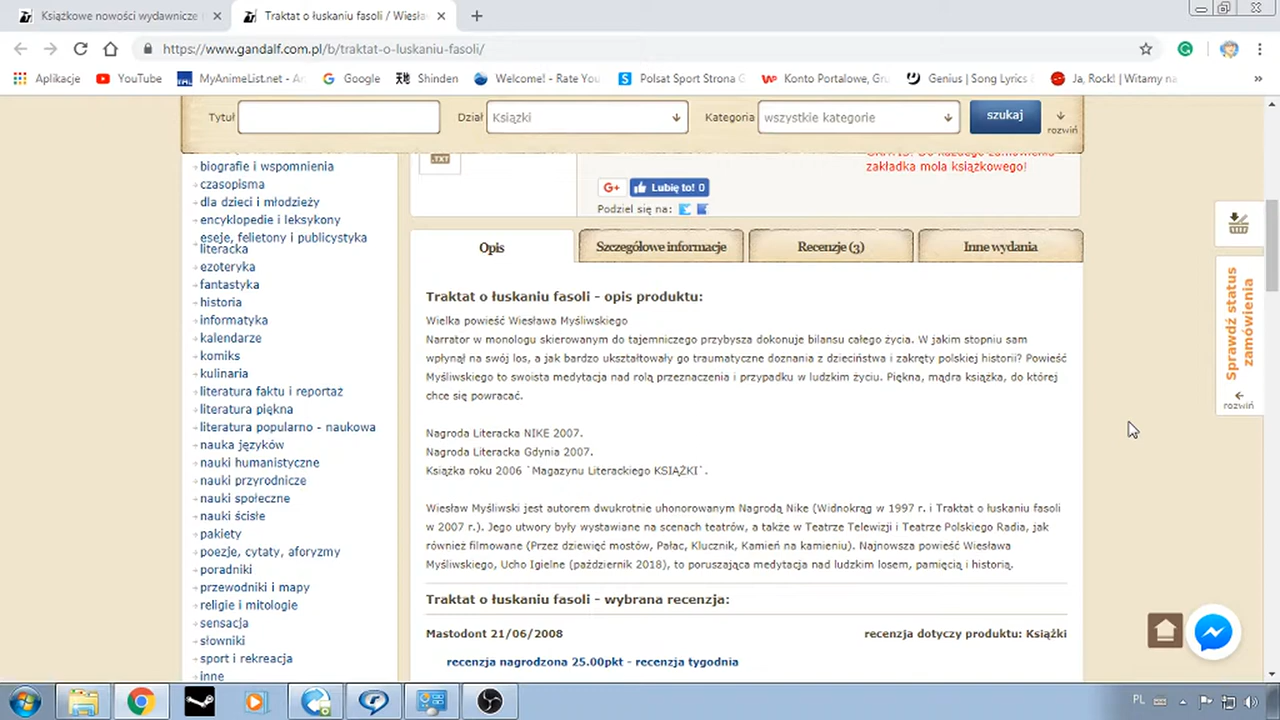 Książkowe nowości wydawnicze
Traktat o łuskaniu fasoli / Wiesła
https://www.gandalf.com.pl/b/traktat-o-luskaniu-fasoli/
Aplikacje
YouTube
MyAnimeList.net - Ar
Google
Shinden
Welcome! - Rate You
Polsat Sport Strona G
Konto Portalowe, Gru
Genius | Song Lyrics &
Ja, Rock! | Witamy na
»
Tytuł
Dział
Książki
Kategoria
wszystkie kategorie
szukaj
rozwiń
biografie i wspomnienia
czasopisma
dla dzieci i młodzieży
encyklopedie i leksykony
eseje, felietony i publicystyka
literacka
ezoteryka
fantastyka
historia
informatyka
kalendarze
komiks
kulinaria
literatura faktu i reportaż
literatura piękna
literatura popularno - naukowa
nauka języków
nauki humanistyczne
nauki przyrodnicze
nauki społeczne
nauki ścisłe
pakiety
poezje, cytaty, aforyzmy
poradniki
przewodniki i mapy
religie i mitologie
sensacja
słowniki
sport i rekreacja
inne
.TXT
zakładka mola książkowego!
G+
Lubię to! 0
Podziel się na:
Opis
Szczegółowe informacje
Recenzje (3)
Inne wydania
Traktat o łuskaniu fasoli - opis produktu:
Wielka powieść Wiesława Myśliwskiego
Narrator w monologu skierowanym do tajemniczego przybysza dokonuje bilansu całego życia. W jakim stopniu sam
wpłynął na swój los, a jak bardzo ukształtowały go traumatyczne doznania z dzieciństwa i zakręty polskiej historii? Powieść
Myśliwskiego to swoista medytacja nad rolą przeznaczenia i przypadku w ludzkim życiu. Piękna, mądra książka, do której
chce się powracać.
Nagroda Literacka NIKE 2007.
Nagroda Literacka Gdynia 2007.
Książka roku 2006 `Magazynu Literackiego KSIĄŻKI`.
Wiesław Myśliwski jest autorem dwukrotnie uhonorowanym Nagrodą Nike (Widnokrąg w 1997 r. i Traktat o łuskaniu fasoli
w 2007 r.). Jego utwory były wystawiane na scenach teatrów, a także w Teatrze Telewizji i Teatrze Polskiego Radia, jak
również filmowane (Przez dziewięć mostów, Pałac, Klucznik, Kamień na kamieniu). Najnowsza powieść Wiesława
Myśliwskiego, Ucho Igielne (październik 2018), to poruszająca medytacja nad ludzkim losem, pamięcią i historią.
Traktat o łuskaniu fasoli - wybrana recenzja:
Mastodont 21/06/2008
recenzja dotyczy produktu: Książki
recenzja nagrodzona 25.00pkt - recenzja tygodnia
Sprawdź status
zamówienia
rozwiń
PL